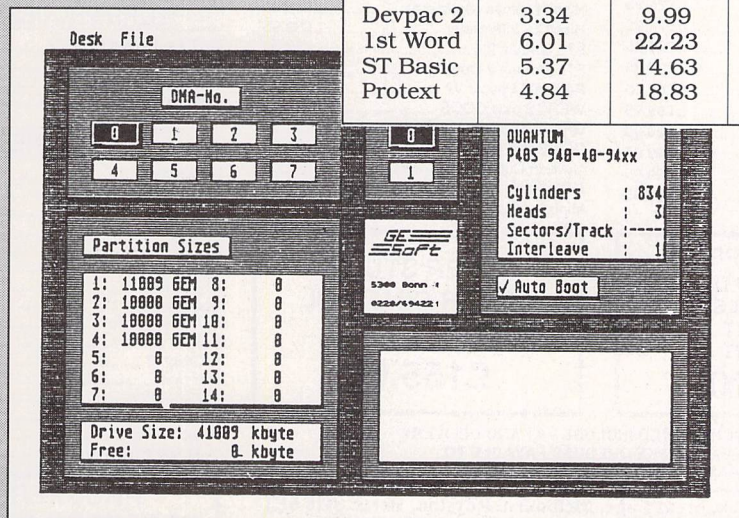 Devpac 2 3.34 9.99
1st Word 6.01 22.23
ST Basic 5.37 14.63
Protext 4.84 18.83
Desk File
DMA-No.
0 1 2 3
4 5 6 7
0
1
QUANTUM
P40S 940-40-94xx
Cylinders : 834
Heads : 3
Sectors/Track :----
Interleave : 1
✓ Auto Boot
GE
Soft
5300 Bonn 1
0228/694221
Partition Sizes
1: 11009 GEM 8: 0
2: 10000 GEM 9: 0
3: 10000 GEM 10: 0
4: 10000 GEM 11: 0
5: 0 12: 0
6: 0 13: 0
7: 0 14: 0
Drive Size: 41009 kbyte
Free: 0 kbyte